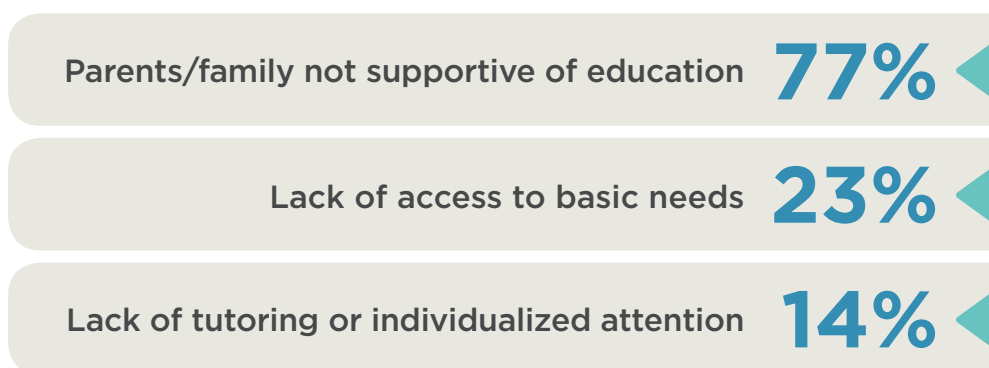 Parents/family not supportive of education 77%
Lack of access to basic needs 23%
Lack of tutoring or individualized attention 14%